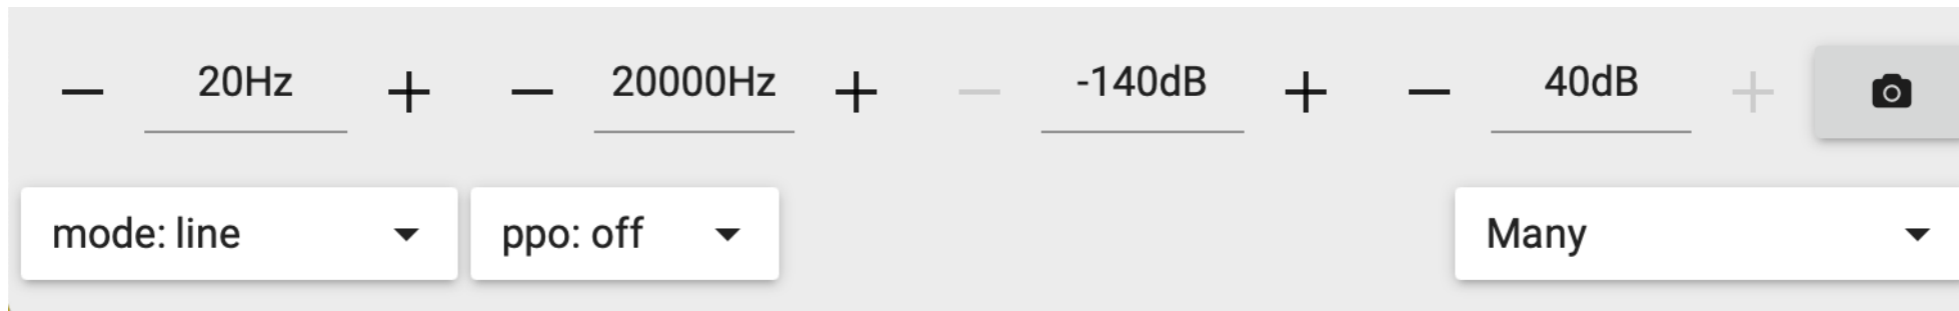 20Hz 20000Hz -140dB 40dB
mode: line ppo: off Many